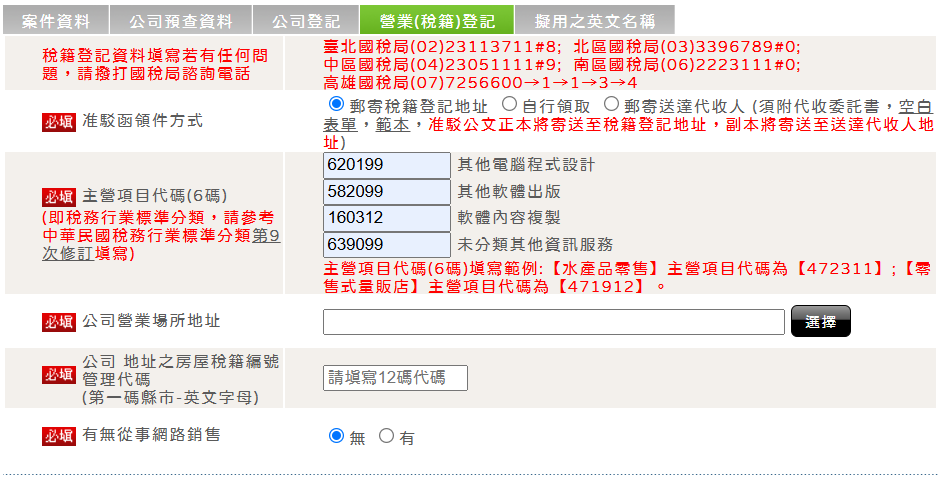 案件資料 公司預查資料 公司登記 營業(稅籍)登記 擬用之英文名稱
稅籍登記資料填寫若有任何問
題，請撥打國稅局諮詢電話
臺北國稅局(02)23113711#8; 北區國稅局(03)3396789#0;
中區國稅局(04)23051111#9; 南區國稅局(06)2223111#0;
高雄國稅局(07)7256600→1→1→3→4
必填 准駁函領件方式
郵寄稅籍登記地址 自行領取 郵寄送達代收人 (須附代收委託書，空白
表單，範本，准駁公文正本將寄送至稅籍登記地址，副本將寄送至送達代收人地
址)
必填 主營項目代碼(6碼)
(即稅務行業標準分類，請參考
中華民國稅務行業標準分類第9
次修訂填寫)
620199 其他電腦程式設計
582099 其他軟體出版
160312 軟體內容複製
639099 未分類其他資訊服務
主營項目代碼(6碼)填寫範例:【水產品零售】主營項目代碼為【472311】;【零
售式量販店】主營項目代碼為【471912】。
必填 公司營業場所地址 選擇
必填 公司 地址之房屋稅籍編號
管理代碼
(第一碼縣市-英文字母)
請填寫12碼代碼
必填 有無從事網路銷售 無 有